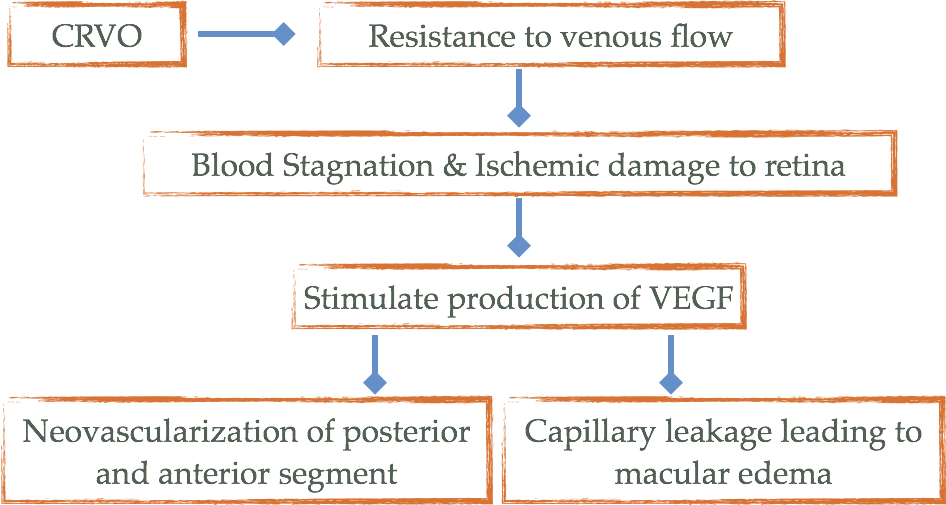 CRVO
Resistance to venous flow
Blood Stagnation & Ischemic damage to retina
Stimulate production of VEGF
Neovascularization of posterior
and anterior segment
Capillary leakage leading to
macular edema